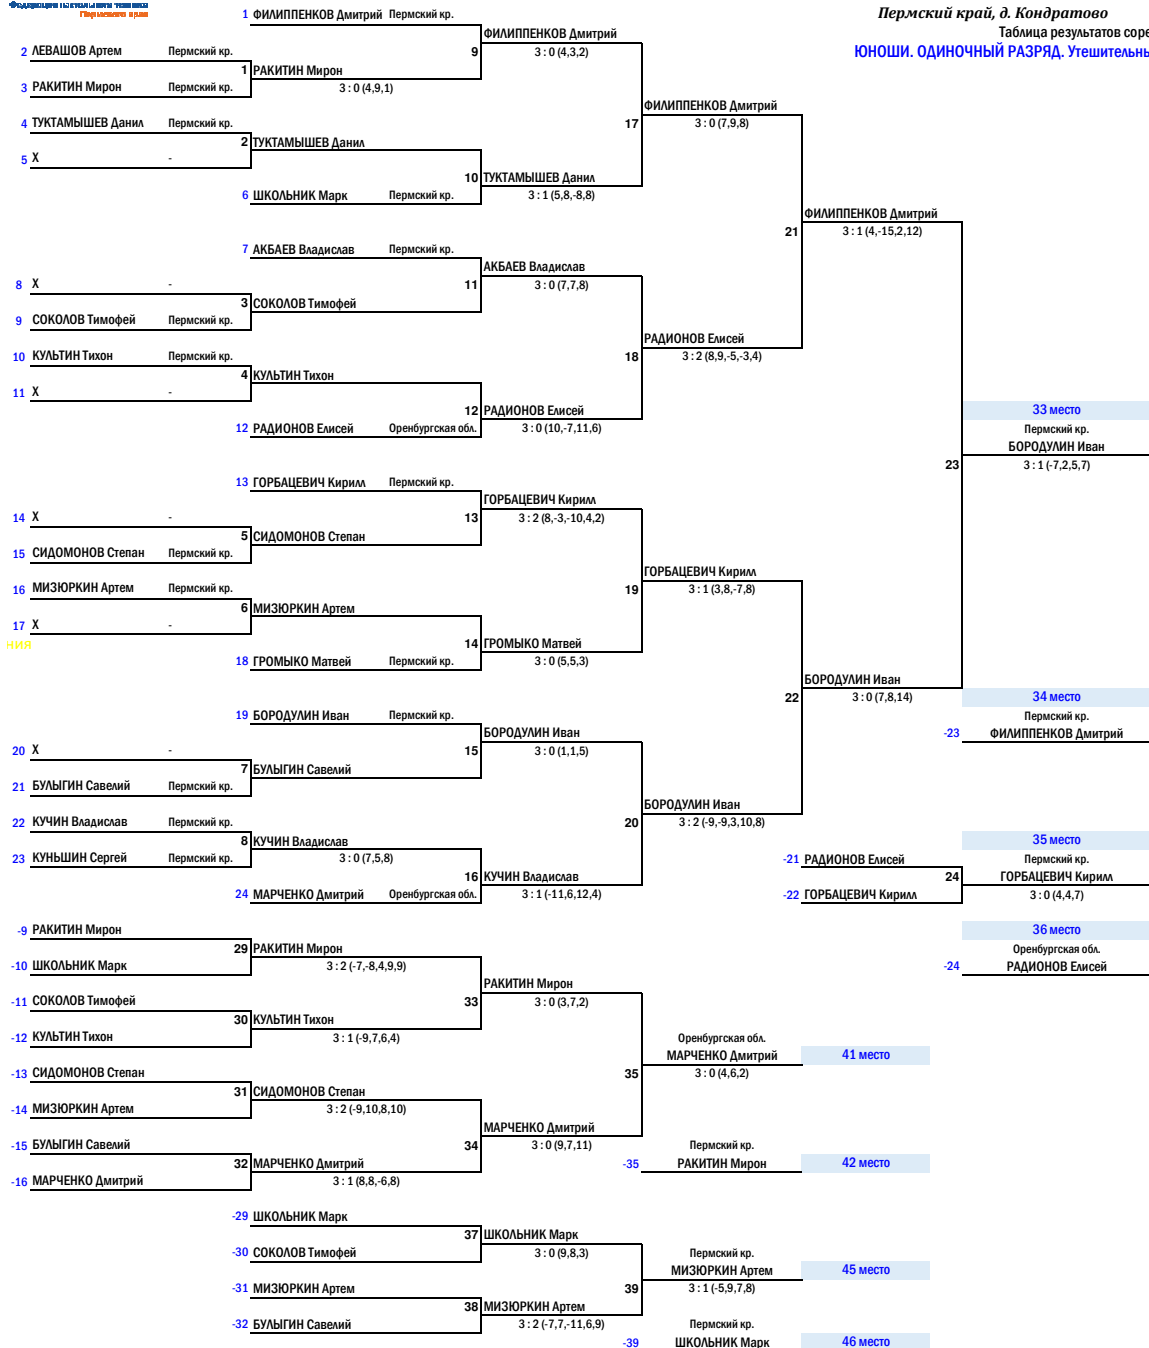 Федерация настольного тенниса
Пермского края
Пермский край, д. Кондратово
Таблица результатов соре
ЮНОШИ. ОДИНОЧНЫЙ РАЗРЯД. Утешительнь
1 ФИЛИППЕНКОВ Дмитрий Пермский кр.
ФИЛИППЕНКОВ Дмитрий
2 ЛЕВАШОВ Артем Пермский кр.
9
3 : 0 (4,3,2)
1 РАКИТИН Мирон
3 РАКИТИН Мирон Пермский кр.
3 : 0 (4,9,1)
ФИЛИППЕНКОВ Дмитрий
4 ТУКТАМЫШЕВ Данил Пермский кр.
17
3 : 0 (7,9,8)
2 ТУКТАМЫШЕВ Данил
5 X -
10 ТУКТАМЫШЕВ Данил
6 ШКОЛЬНИК Марк Пермский кр.
3 : 1 (5,8,-8,8)
ФИЛИППЕНКОВ Дмитрий
21
3 : 1 (4,-15,2,12)
7 АКБАЕВ Владислав Пермский кр.
АКБАЕВ Владислав
8 X -
11
3 : 0 (7,7,8)
3 СОКОЛОВ Тимофей
9 СОКОЛОВ Тимофей Пермский кр.
РАДИОНОВ Елисей
10 КУЛЬТИН Тихон Пермский кр.
18
3 : 2 (8,9,-5,-3,4)
4 КУЛЬТИН Тихон
11 X -
12 РАДИОНОВ Елисей
33 место
12 РАДИОНОВ Елисей Оренбургская обл.
3 : 0 (10,-7,11,6)
Пермский кр.
БОРОДУЛИН Иван
23
3 : 1 (-7,2,5,7)
13 ГОРБАЦЕВИЧ Кирилл Пермский кр.
ГОРБАЦЕВИЧ Кирилл
14 X -
13
3 : 2 (8,-3,-10,4,2)
5 СИДОМОНОВ Степан
15 СИДОМОНОВ Степан Пермский кр.
ГОРБАЦЕВИЧ Кирилл
16 МИЗЮРКИН Артем Пермский кр.
19
3 : 1 (3,8,-7,8)
6 МИЗЮРКИН Артем
17 X -
НИЯ
14 ГРОМЫКО Матвей
18 ГРОМЫКО Матвей Пермский кр.
3 : 0 (5,5,3)
БОРОДУЛИН Иван
22
3 : 0 (7,8,14)
34 место
19 БОРОДУЛИН Иван Пермский кр.
Пермский кр.
БОРОДУЛИН Иван
-23 ФИЛИППЕНКОВ Дмитрий
20 X -
15
3 : 0 (1,1,5)
7 БУЛЫГИН Савелий
21 БУЛЫГИН Савелий Пермский кр.
БОРОДУЛИН Иван
22 КУЧИН Владислав Пермский кр.
20
3 : 2 (-9,-9,3,10,8)
8 КУЧИН Владислав
35 место
23 КУНЬШИН Сергей Пермский кр.
3 : 0 (7,5,8)
-21 РАДИОНОВ Елисей
Пермский кр.
16 КУЧИН Владислав
24 ГОРБАЦЕВИЧ Кирилл
24 МАРЧЕНКО Дмитрий Оренбургская обл.
3 : 1 (-11,6,12,4)
-22 ГОРБАЦЕВИЧ Кирилл
3 : 0 (4,4,7)
-9 РАКИТИН Мирон
36 место
29 РАКИТИН Мирон
Оренбургская обл.
-10 ШКОЛЬНИК Марк
3 : 2 (-7,-8,4,9,9)
-24 РАДИОНОВ Елисей
РАКИТИН Мирон
-11 СОКОЛОВ Тимофей
33
3 : 0 (3,7,2)
30 КУЛЬТИН Тихон
-12 КУЛЬТИН Тихон
3 : 1 (-9,7,6,4)
Оренбургская обл.
МАРЧЕНКО Дмитрий 41 место
-13 СИДОМОНОВ Степан
35
3 : 0 (4,6,2)
31 СИДОМОНОВ Степан
-14 МИЗЮРКИН Артем
3 : 2 (-9,10,8,10)
МАРЧЕНКО Дмитрий
-15 БУЛЫГИН Савелий
34
3 : 0 (9,7,11)
Пермский кр.
32 МАРЧЕНКО Дмитрий
-35 РАКИТИН Мирон 42 место
-16 МАРЧЕНКО Дмитрий
3 : 1 (8,8,-6,8)
-29 ШКОЛЬНИК Марк
37 ШКОЛЬНИК Марк
-30 СОКОЛОВ Тимофей
3 : 0 (9,8,3)
Пермский кр.
МИЗЮРКИН Артем 45 место
-31 МИЗЮРКИН Артем
39
3 : 1 (-5,9,7,8)
38 МИЗЮРКИН Артем
-32 БУЛЫГИН Савелий
3 : 2 (-7,7,-11,6,9)
Пермский кр.
-39 ШКОЛЬНИК Марк 46 место